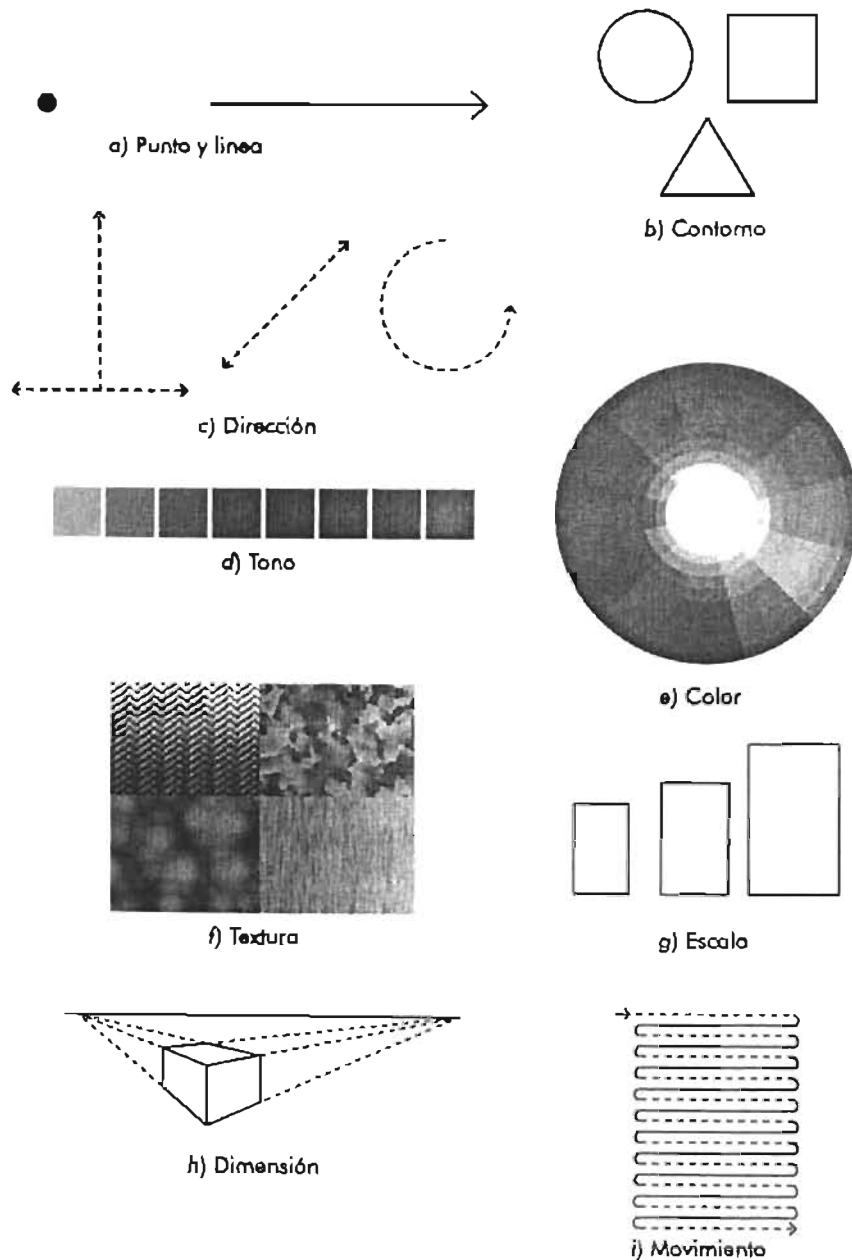 a) Punto y línea
b) Contorno
c) Dirección
d) Tono
e) Color
f) Textura
g) Escala
h) Dimensión
i) Movimiento